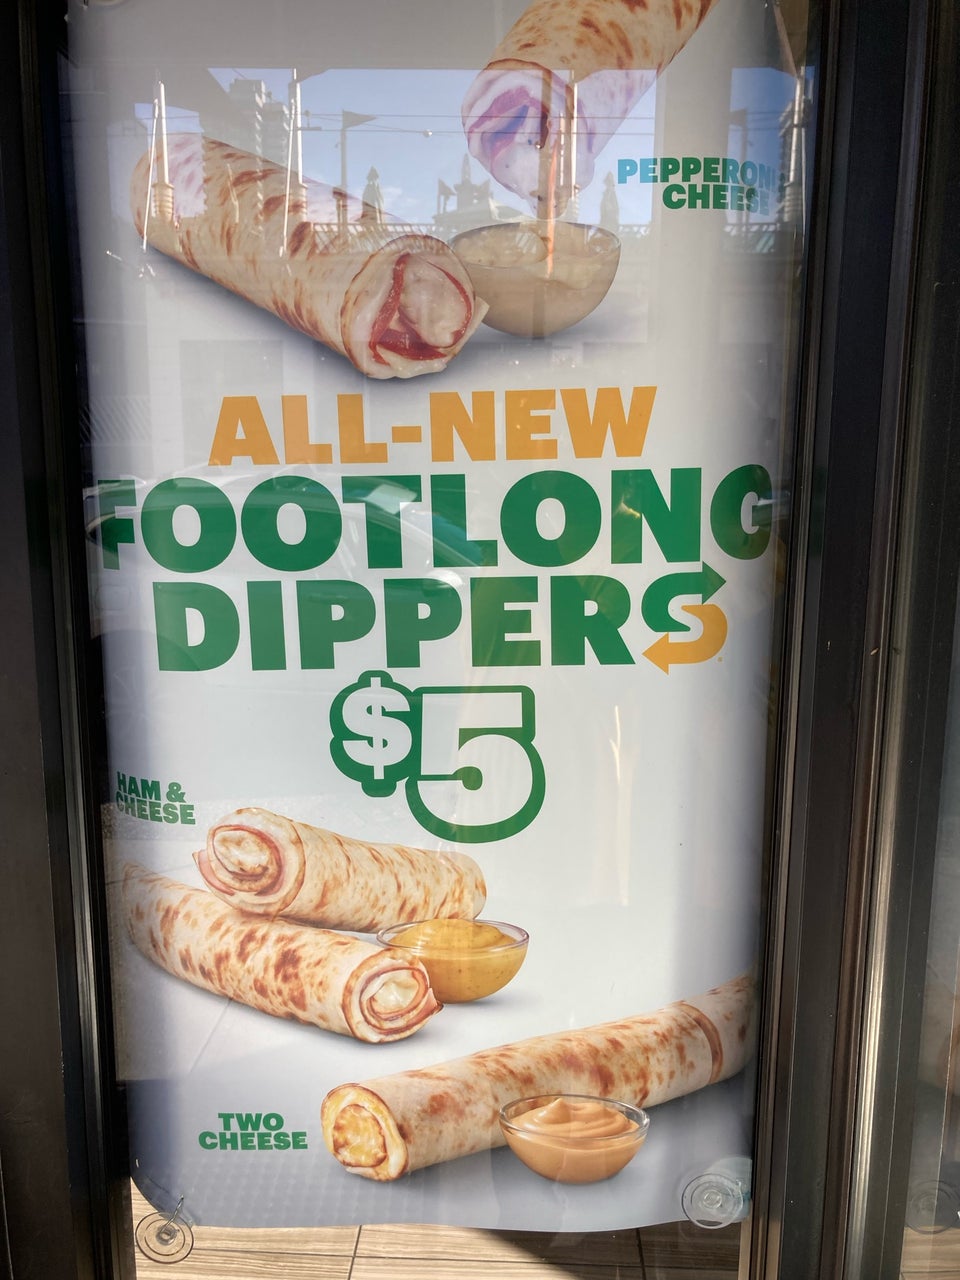 PEPPERONI
CHEESE
ALL-NEW
FOOTLONG
DIPPERS
$5
HAM &
CHEESE
TWO
CHEESE